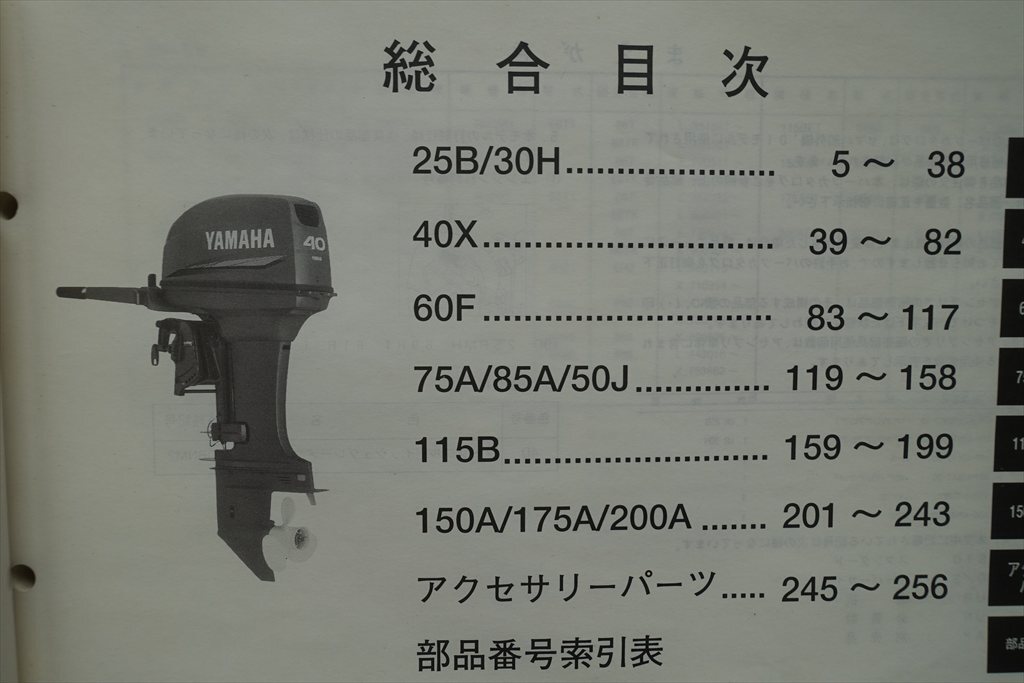 総合目次
25B/30H.................... 5 〜 38
40X............................ 39 〜 82
60F............................ 83 〜 117
75A/85A/50J............. 119 〜 158
115B.......................... 159 〜 199
150A/175A/200A ....... 201 〜 243
アクセサリーパーツ..... 245 〜 256
部品番号索引表
YAMAHA 40